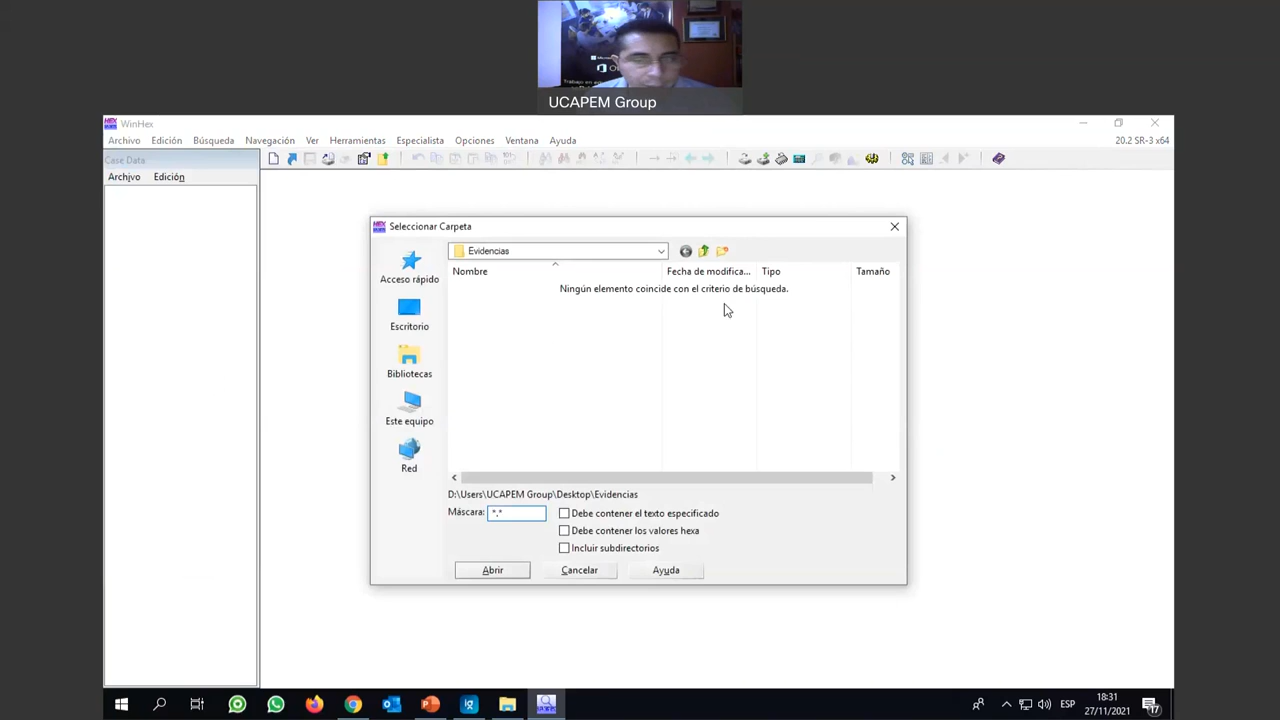 UCAPEM Group
WinHex
Archivo Edición Búsqueda Navegación Ver Herramientas Especialista Opciones Ventana Ayuda
20.2 SR-3 x64
Case Data
Archivo Edición
Seleccionar Carpeta
Evidencias
Nombre Fecha de modifica... Tipo Tamaño
Ningún elemento coincide con el criterio de búsqueda.
Acceso rápido
Escritorio
Bibliotecas
Este equipo
Red
D:\Users\UCAPEM Group\Desktop\Evidencias
Máscara: *.*
Debe contener el texto especificado
Debe contener los valores hexa
Incluir subdirectorios
Abrir Cancelar Ayuda
ESP
18:31
27/11/2021
17